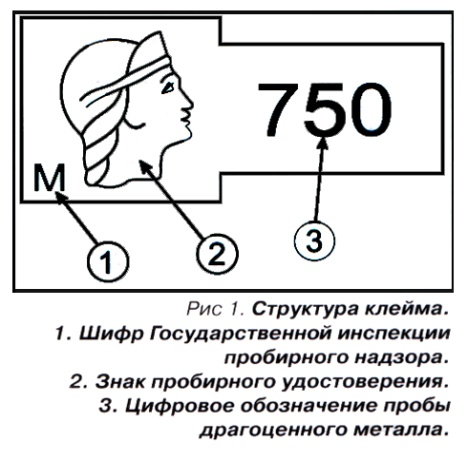 750
М
1
2
3
Рис 1. Структура клейма.
1. Шифр Государственной инспекции
пробирного надзора.
2. Знак пробирного удостоверения.
3. Цифровое обозначение пробы
драгоценного металла.